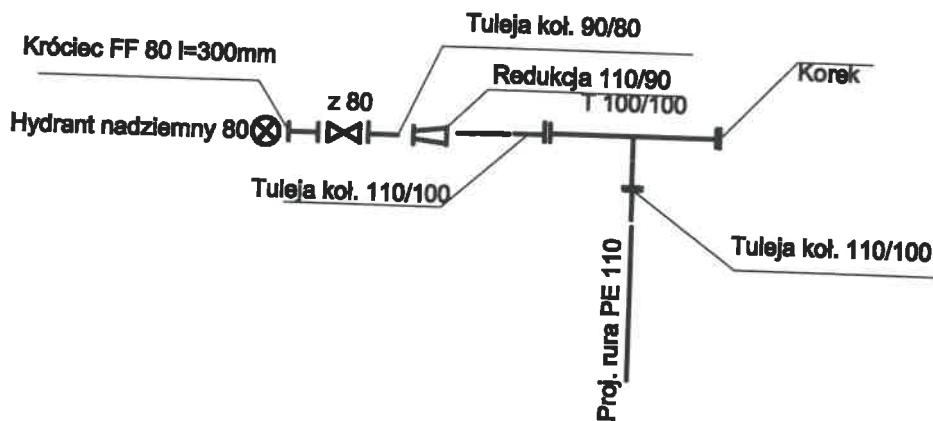 Tuleja koł. 90/80
Króciec FF 80 l=300mm
Redukcja 110/90
Korek
z 80
T 100/100
Hydrant nadziemny 80
Tuleja koł. 110/100
Tuleja koł. 110/100
Proj. rura PE 110